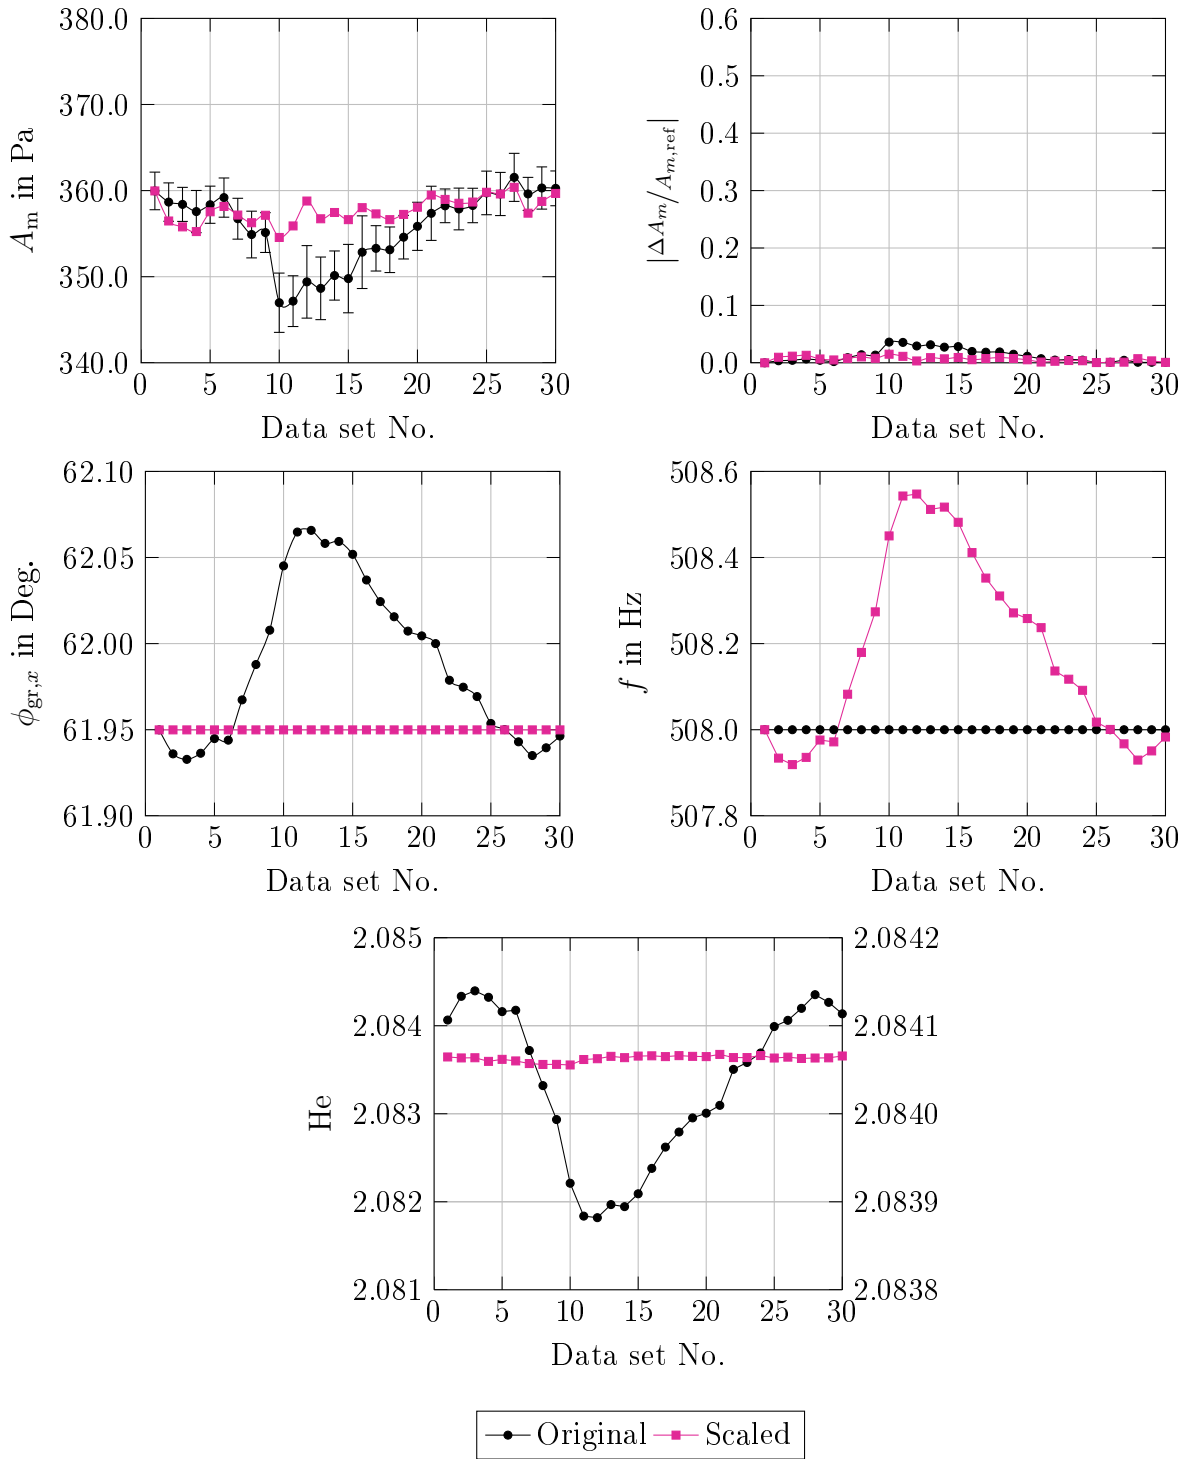 380.0
370.0
360.0
350.0
340.0
0 5 10 15 20 25 30
A_m in Pa
Data set No.
0.6
0.5
0.4
0.3
0.2
0.1
0.0
0 5 10 15 20 25 30
|ΔA_m/A_{m,ref}|
Data set No.
62.10
62.05
62.00
61.95
61.90
0 5 10 15 20 25 30
ϕ_{gr,x} in Deg.
Data set No.
508.6
508.4
508.2
508.0
507.8
0 5 10 15 20 25 30
f in Hz
Data set No.
2.085 2.0842
2.084 2.0841
2.083 2.0840
2.082 2.0839
2.081 2.0838
0 5 10 15 20 25 30
He
Data set No.
Original Scaled